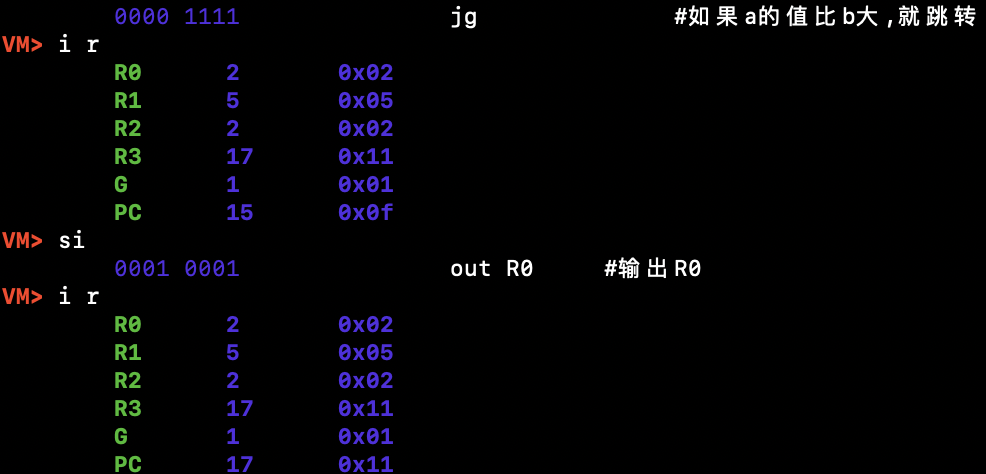 0000 1111 jg #如果a的值比b大,就跳转
VM> i r
R0 2 0x02
R1 5 0x05
R2 2 0x02
R3 17 0x11
G 1 0x01
PC 15 0x0f
VM> si
0001 0001 out R0 #输出R0
VM> i r
R0 2 0x02
R1 5 0x05
R2 2 0x02
R3 17 0x11
G 1 0x01
PC 17 0x11